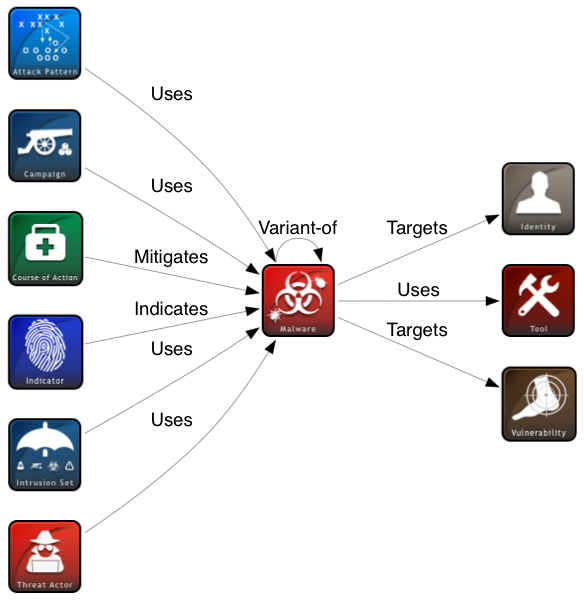 X X X
X X X X
X
Attack Pattern
Uses
Campaign
Uses
Course of Action
Mitigates
Indicator
Indicates
Intrusion Set
Uses
Threat Actor
Uses
Variant-of
Malware
Targets
Identity
Uses
Tool
Targets
Vulnerability